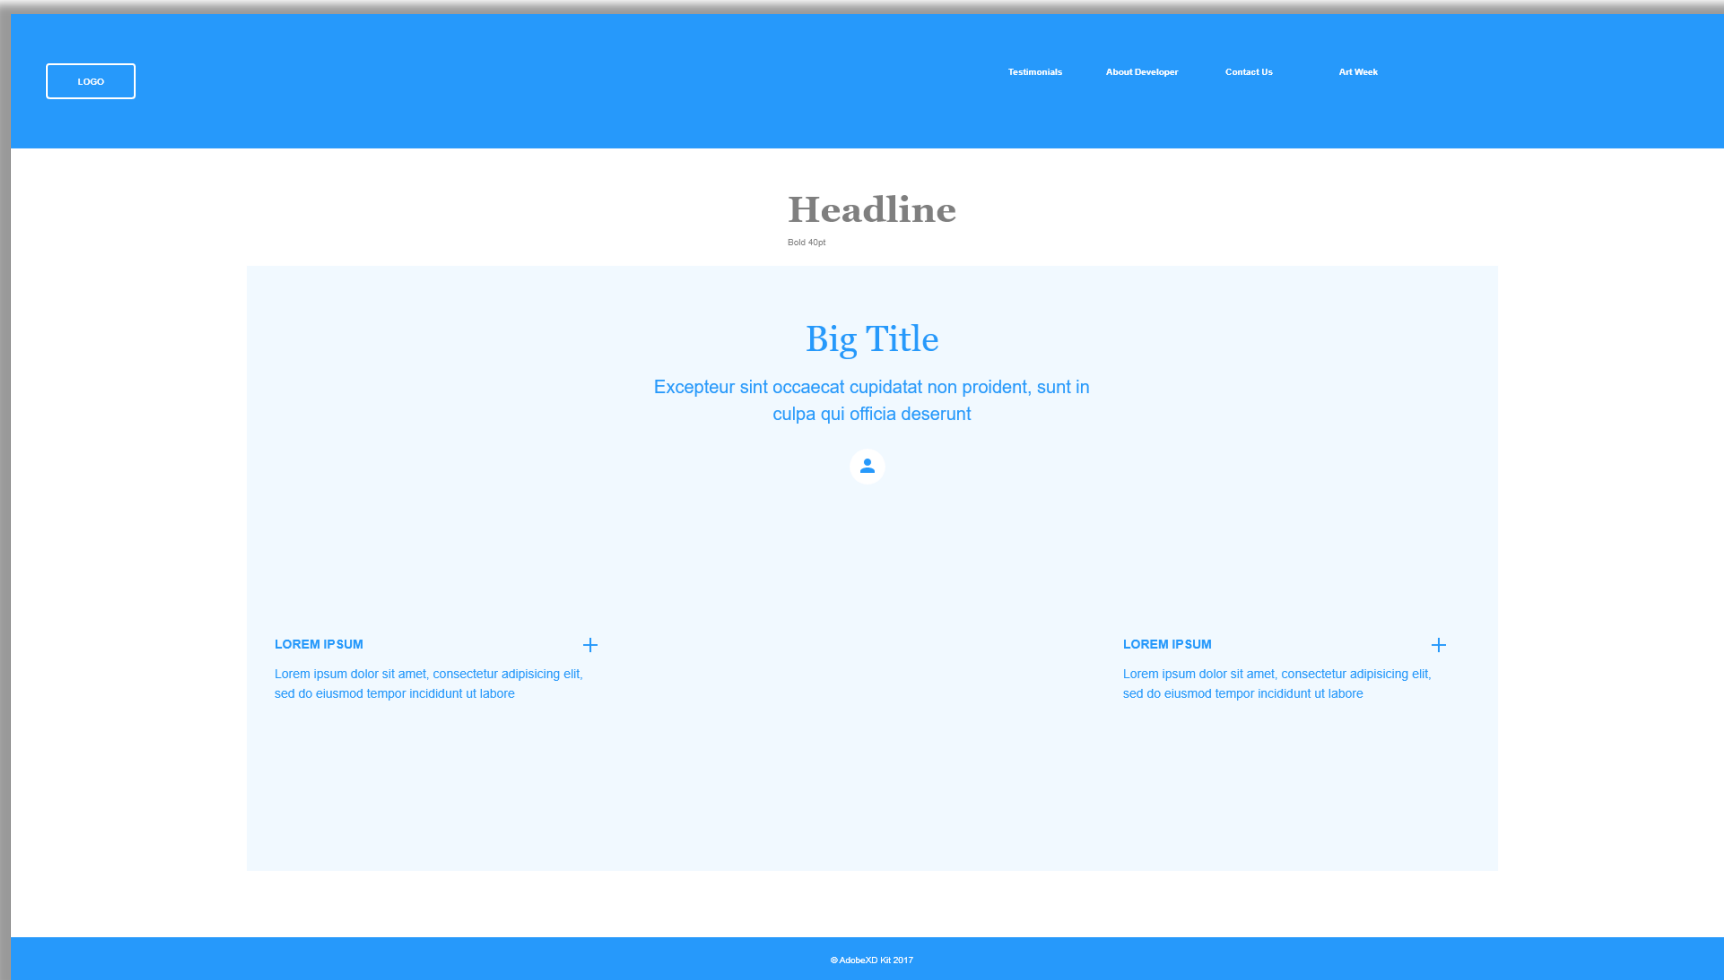 LOGO
Testimonials
About Developer
Contact Us
Art Week
Headline
Bold 40pt
Big Title
Excepteur sint occaecat cupidatat non proident, sunt in
culpa qui officia deserunt
LOREM IPSUM
Lorem ipsum dolor sit amet, consectetur adipisicing elit,
sed do eiusmod tempor incididunt ut labore
LOREM IPSUM
Lorem ipsum dolor sit amet, consectetur adipisicing elit,
sed do eiusmod tempor incididunt ut labore
© AdobeXD Kit 2017